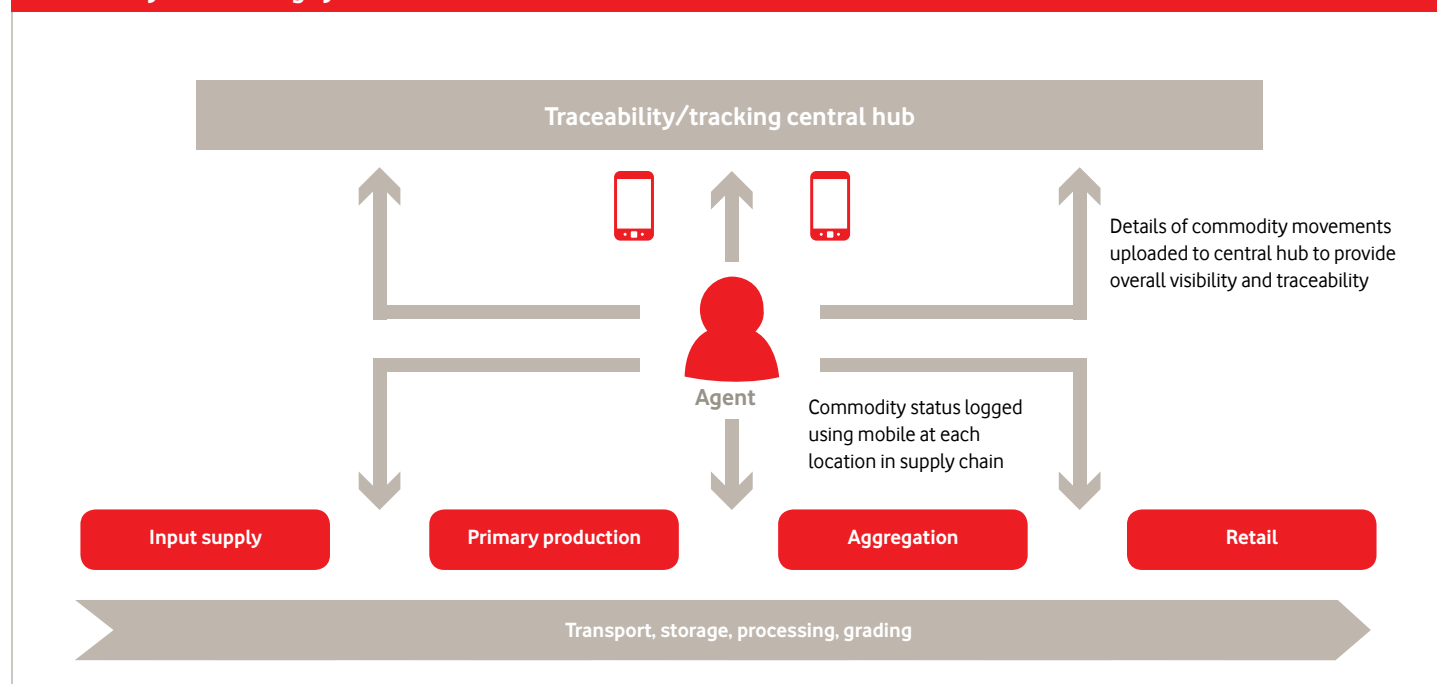 Traceability/tracking central hub
Details of commodity movements
uploaded to central hub to provide
overall visibility and traceability
Agent
Commodity status logged
using mobile at each
location in supply chain
Input supply
Primary production
Aggregation
Retail
Transport, storage, processing, grading